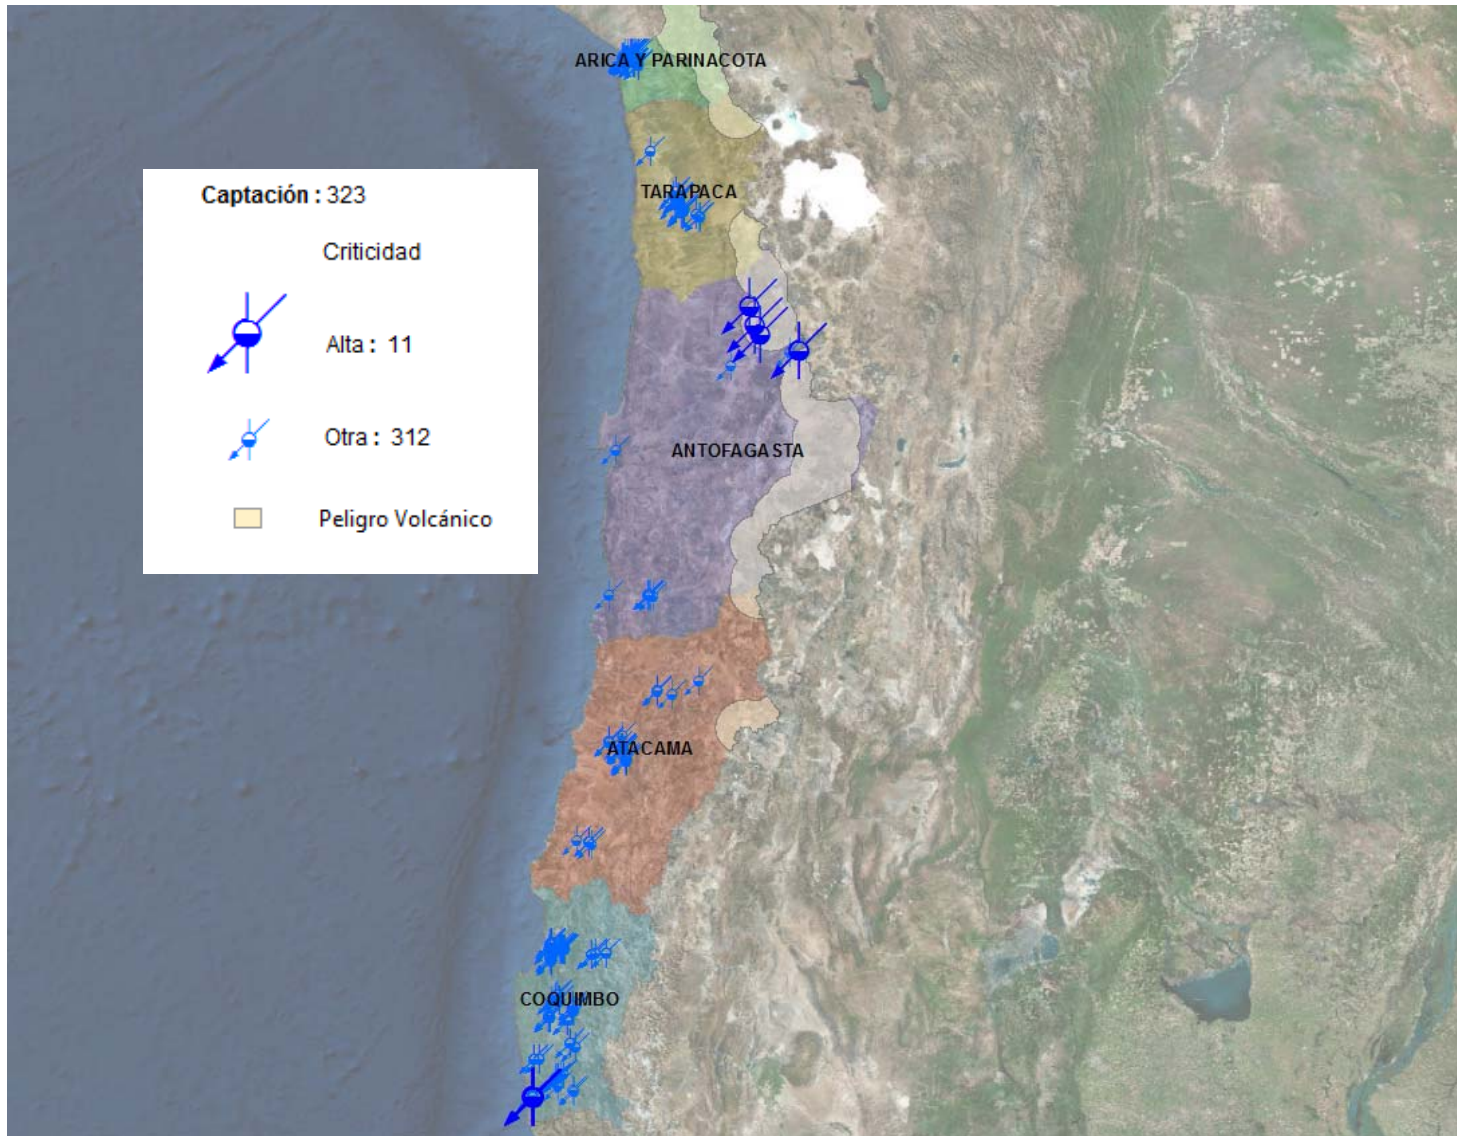 ARICA Y PARINACOTA
TARAPACA
Captación : 323
Criticidad
Alta : 11
Otra : 312
Peligro Volcánico
ANTOFAGASTA
ATACAMA
COQUIMBO